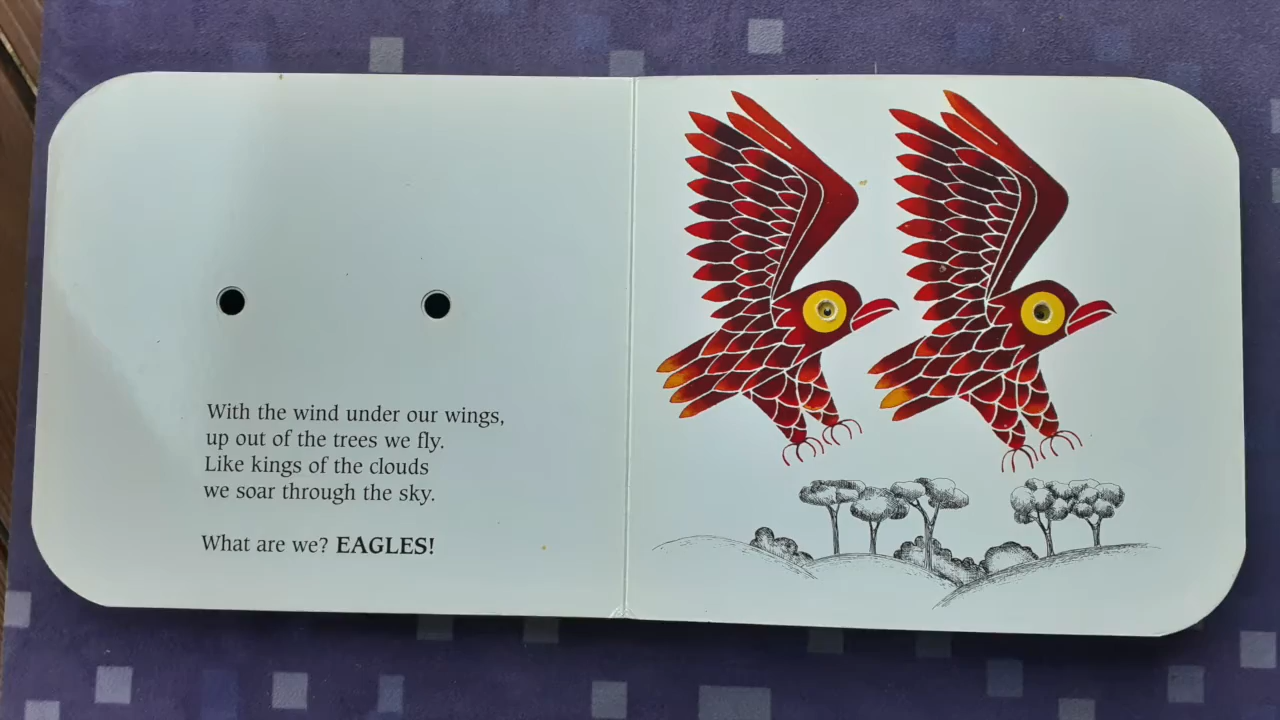 With the wind under our wings,
up out of the trees we fly.
Like kings of the clouds
we soar through the sky.
What are we? EAGLES!